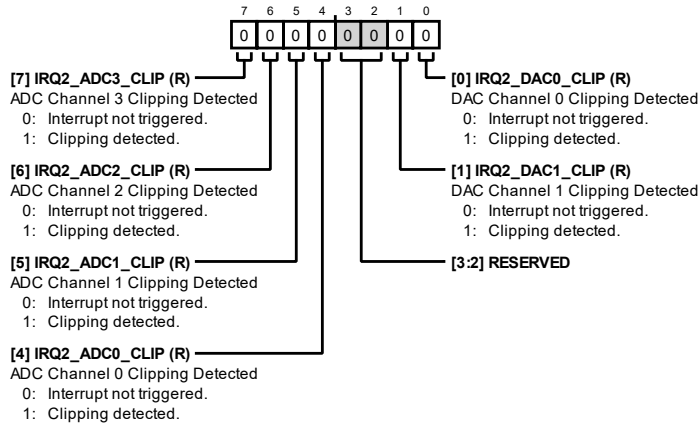 7 6 5 4 3 2 1 0
0 0 0 0 0 0 0 0
[7] IRQ2_ADC3_CLIP (R)
ADC Channel 3 Clipping Detected
0: Interrupt not triggered.
1: Clipping detected.
[6] IRQ2_ADC2_CLIP (R)
ADC Channel 2 Clipping Detected
0: Interrupt not triggered.
1: Clipping detected.
[5] IRQ2_ADC1_CLIP (R)
ADC Channel 1 Clipping Detected
0: Interrupt not triggered.
1: Clipping detected.
[4] IRQ2_ADC0_CLIP (R)
ADC Channel 0 Clipping Detected
0: Interrupt not triggered.
1: Clipping detected.
[0] IRQ2_DAC0_CLIP (R)
DAC Channel 0 Clipping Detected
0: Interrupt not triggered.
1: Clipping detected.
[1] IRQ2_DAC1_CLIP (R)
DAC Channel 1 Clipping Detected
0: Interrupt not triggered.
1: Clipping detected.
[3:2] RESERVED